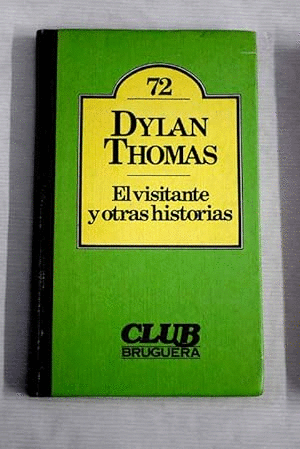 72
DYLAN
THOMAS
El visitante
y otras historias
CLUB
BRUGUERA